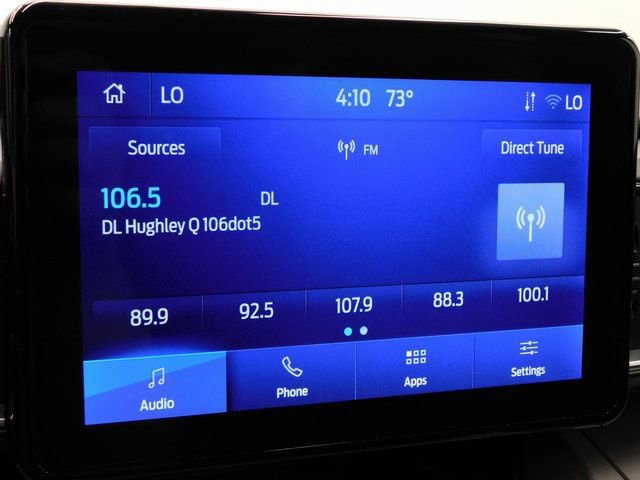 LO 4:10 73° LO
Sources FM Direct Tune
106.5 DL
DL Hughley Q 106dot5
89.9 92.5 107.9 88.3 100.1
Audio Phone Apps Settings